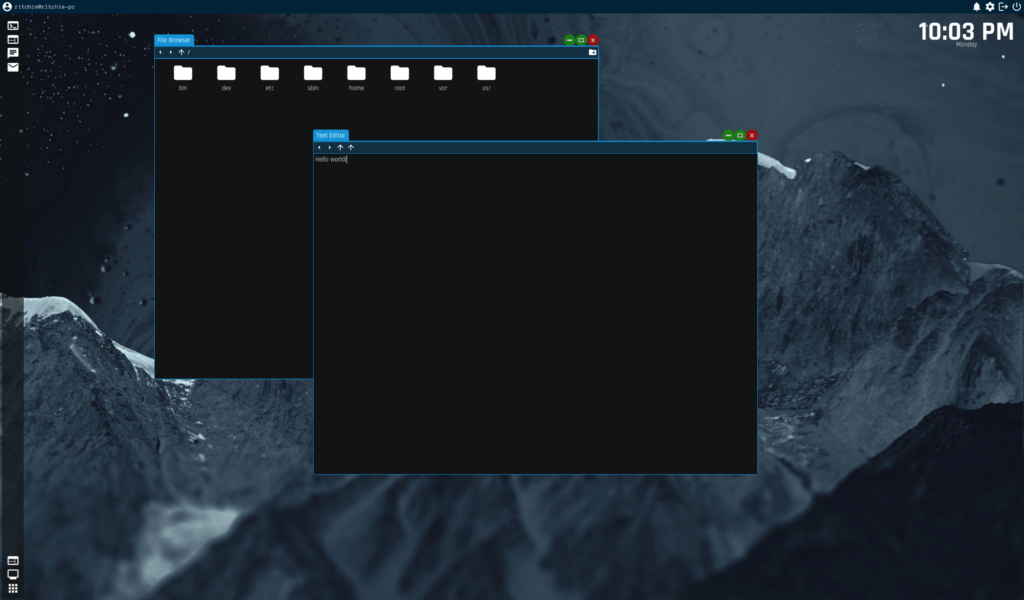 ritchie@ritchie-pc
10:03 PM
Monday
File Browser
/
bin dev etc sbin home root var usr
Text Editor
Hello world!